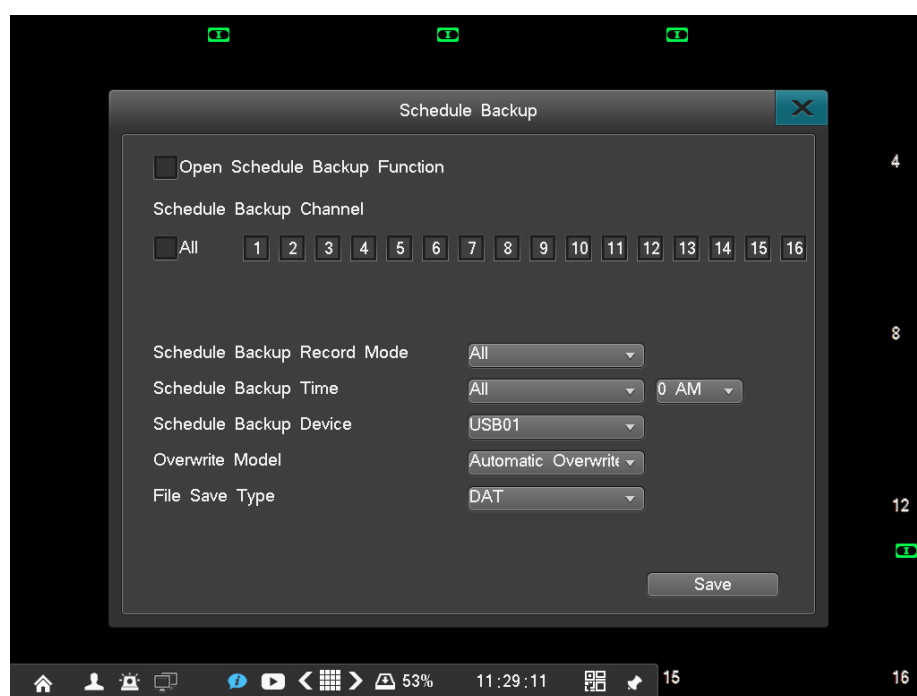 Schedule Backup
Open Schedule Backup Function
4
Schedule Backup Channel
All 1 2 3 4 5 6 7 8 9 10 11 12 13 14 15 16
8
Schedule Backup Record Mode All
Schedule Backup Time All 0 AM
Schedule Backup Device USB01
Overwrite Model Automatic Overwrite
File Save Type DAT
12
Save
53% 11:29:11 15 16